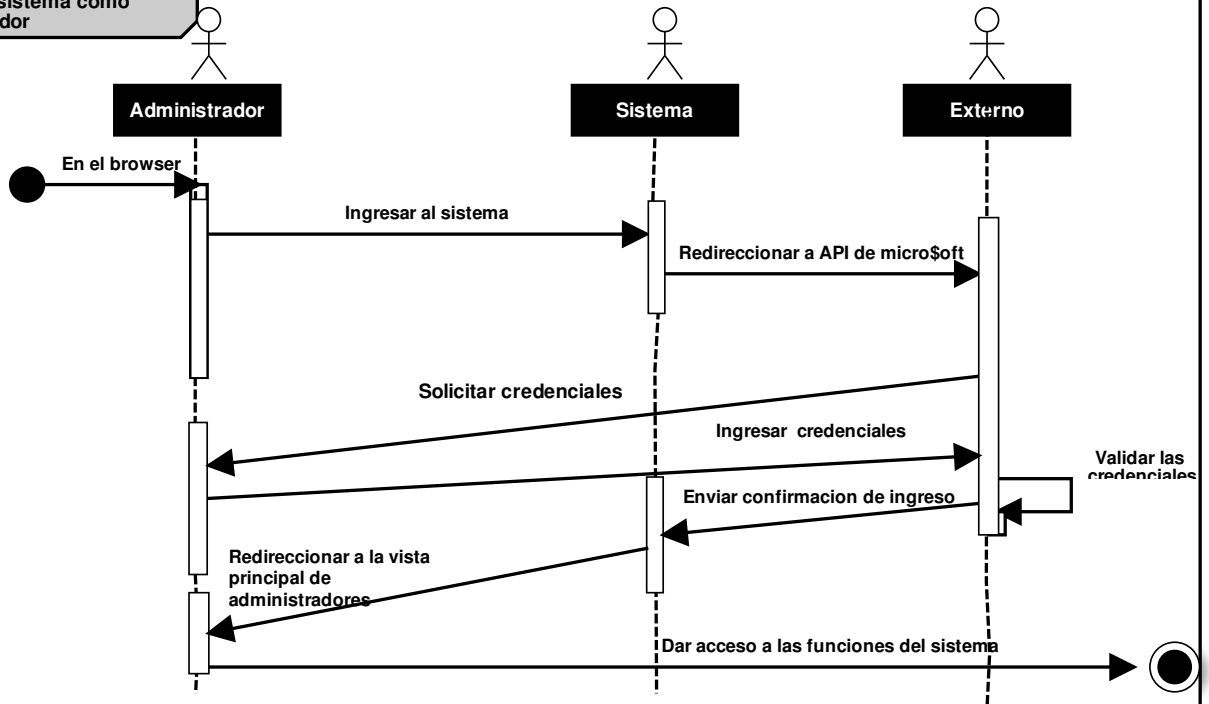 sistema como
dor
Administrador
Sistema
Externo
En el browser
Ingresar al sistema
Redireccionar a API de micro$oft
Solicitar credenciales
Ingresar credenciales
Validar las
credenciales
Enviar confirmacion de ingreso
Redireccionar a la vista
principal de
administradores
Dar acceso a las funciones del sistema